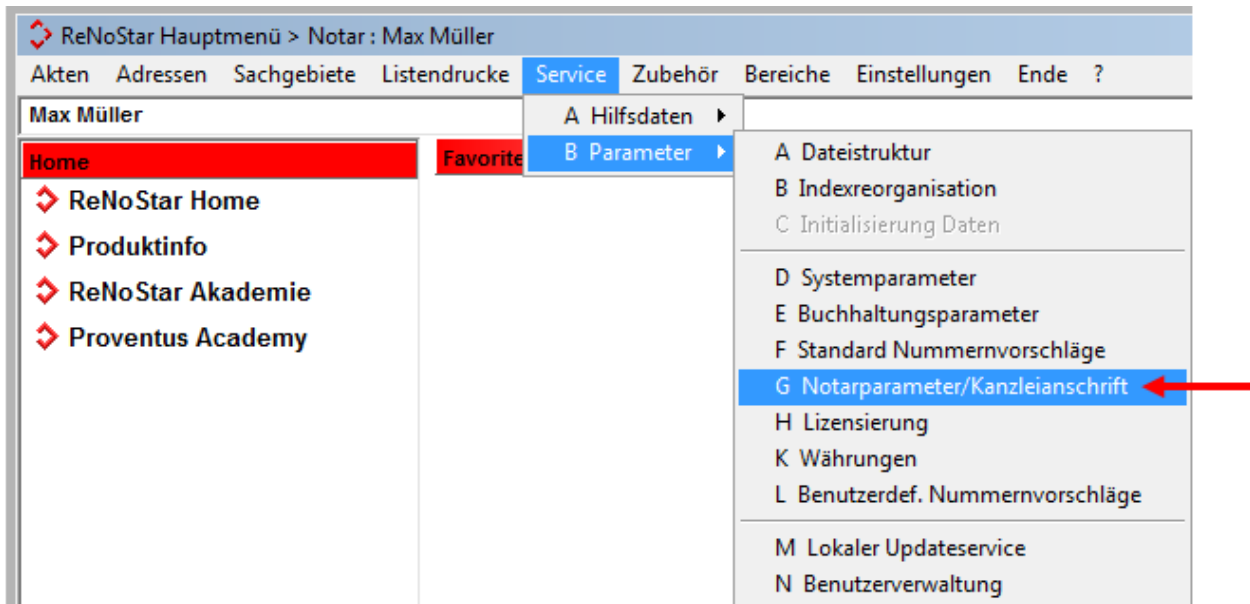 ReNoStar Hauptmenü > Notar : Max Müller
Akten Adressen Sachgebiete Listendrucke Service Zubehör Bereiche Einstellungen Ende ?
Max Müller
A Hilfsdaten
B Parameter
Home
Favorite
ReNoStar Home
Produktinfo
ReNoStar Akademie
Proventus Academy
A Dateistruktur
B Indexreorganisation
C Initialisierung Daten
D Systemparameter
E Buchhaltungsparameter
F Standard Nummernvorschläge
G Notarparameter/Kanzleianschrift
H Lizensierung
K Währungen
L Benutzerdef. Nummernvorschläge
M Lokaler Updateservice
N Benutzerverwaltung